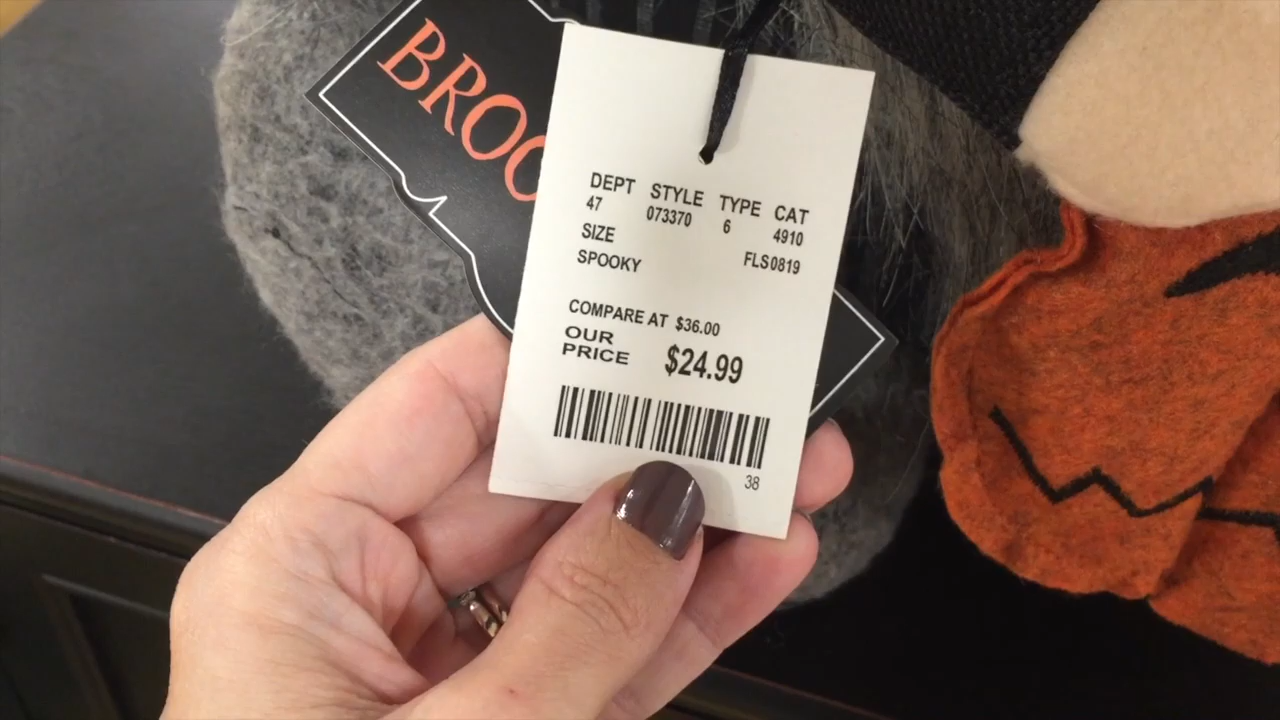 BROO
DEPT STYLE TYPE CAT
47 073370 6 4910
SIZE
SPOOKY FLS0819
COMPARE AT $36.00
OUR
PRICE $24.99
38